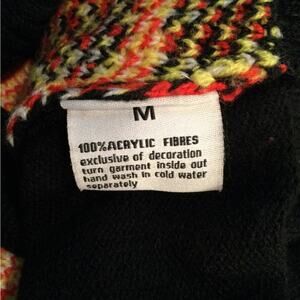 M
100%ACRYLIC FIBRES
exclusive of decoration
turn garment inside out
hand wash in cold water
separately